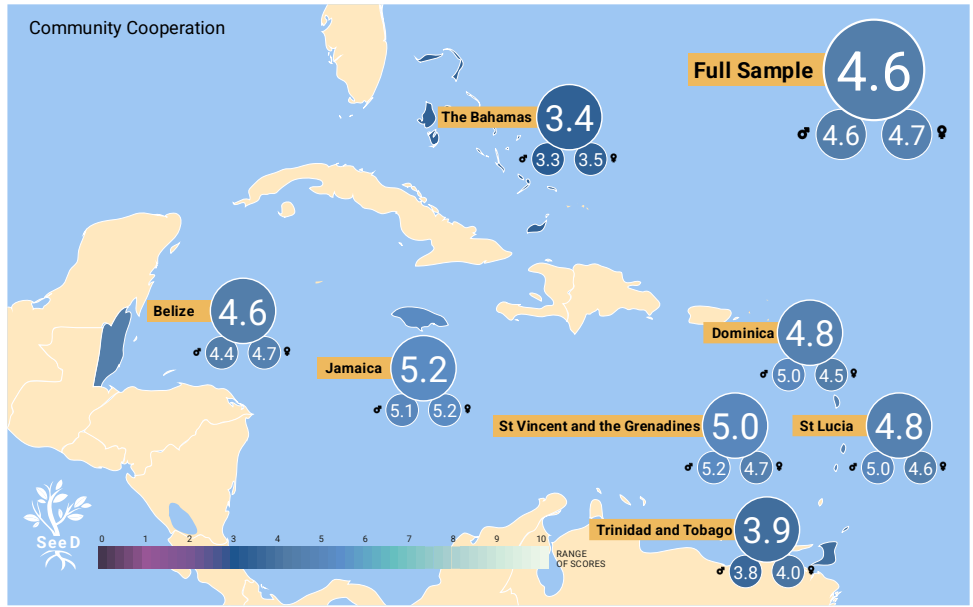 Community Cooperation
Full Sample
4.6
♂ 4.6 4.7 ♀
The Bahamas
3.4
♂ 3.3 3.5 ♀
Belize
4.6
♂ 4.4 4.7 ♀
Jamaica
5.2
♂ 5.1 5.2 ♀
Dominica
4.8
♂ 5.0 4.5 ♀
St Vincent and the Grenadines
5.0
♂ 5.2 4.7 ♀
St Lucia
4.8
♂ 5.0 4.6 ♀
Trinidad and Tobago
3.9
♂ 3.8 4.0 ♀
SeeD
0 1 2 3 4 5 6 7 8 9 10
RANGE
OF SCORES